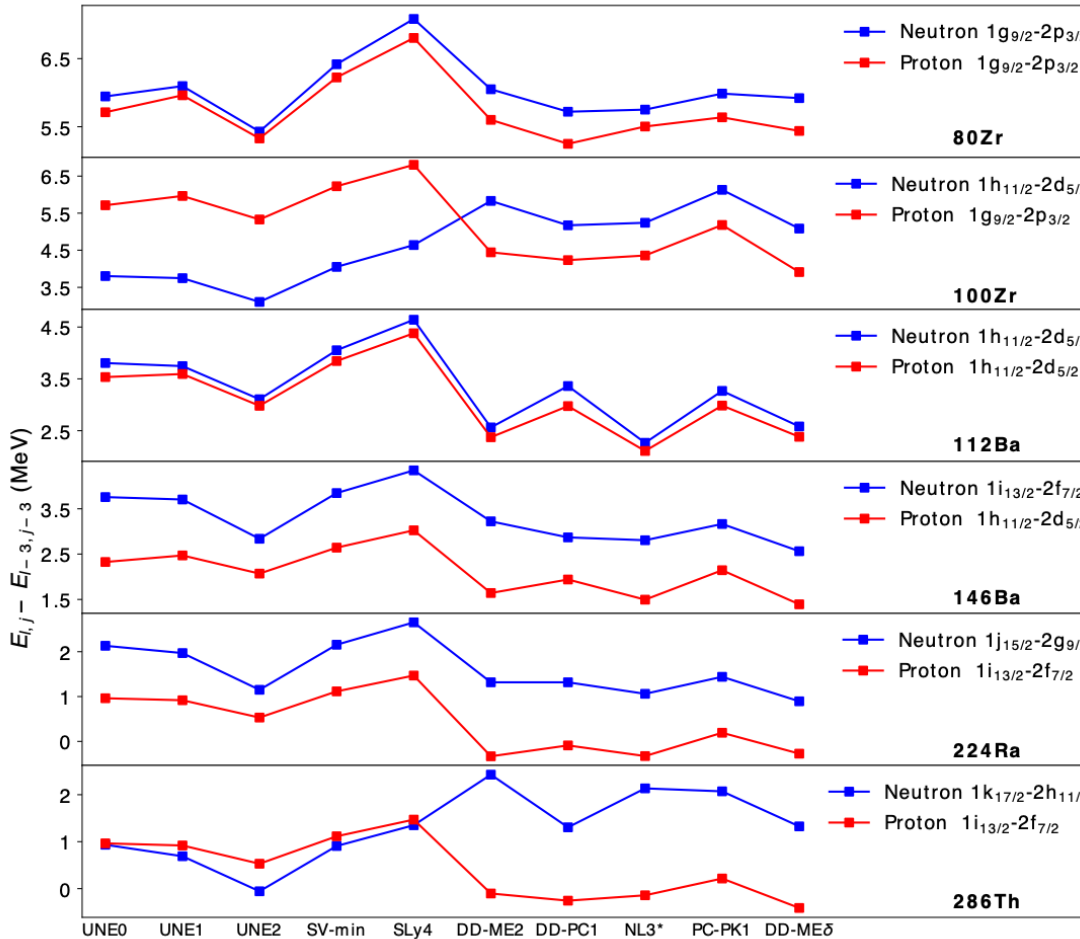 Neutron 1g9/2-2p3/
Proton 1g9/2-2p3/2
6.5
5.5
80Zr
6.5
Neutron 1h11/2-2d5/
5.5
Proton 1g9/2-2p3/2
4.5
3.5
100Zr
4.5
Neutron 1h11/2-2d5/
Proton 1h11/2-2d5/2
3.5
2.5
112Ba
Neutron 1i13/2-2f7/2
3.5
Proton 1h11/2-2d5/
2.5
1.5
146Ba
El,j − El−3,j−3 (MeV)
Neutron 1j15/2-2g9/
2
Proton 1i13/2-2f7/2
1
0
224Ra
2
Neutron 1k17/2-2h11/
Proton 1i13/2-2f7/2
1
0
286Th
UNE0 UNE1 UNE2 SV-min SLy4 DD-ME2 DD-PC1 NL3* PC-PK1 DD-MEδ